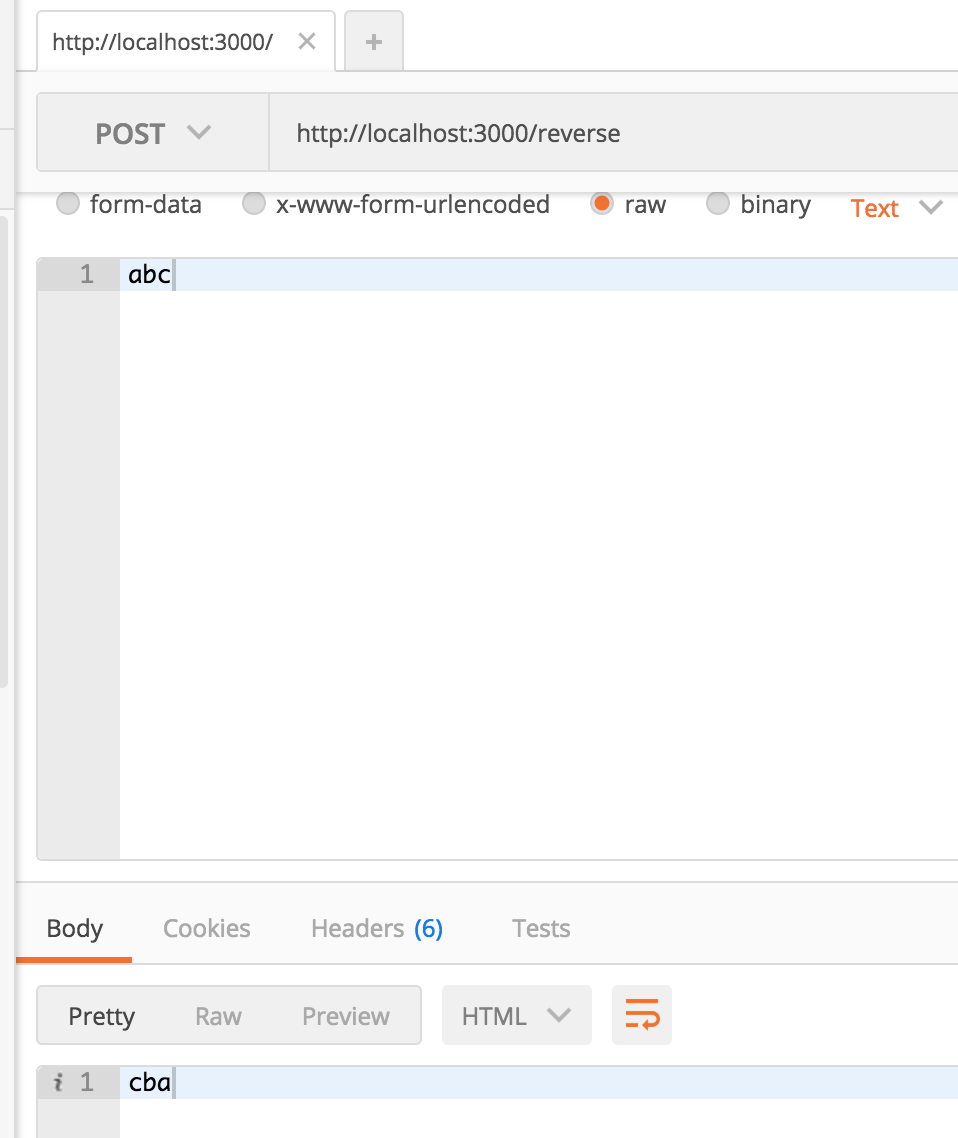 http://localhost:3000/
POST http://localhost:3000/reverse
form-data x-www-form-urlencoded raw binary Text
1 abc
Body Cookies Headers (6) Tests
Pretty Raw Preview HTML
i 1 cba